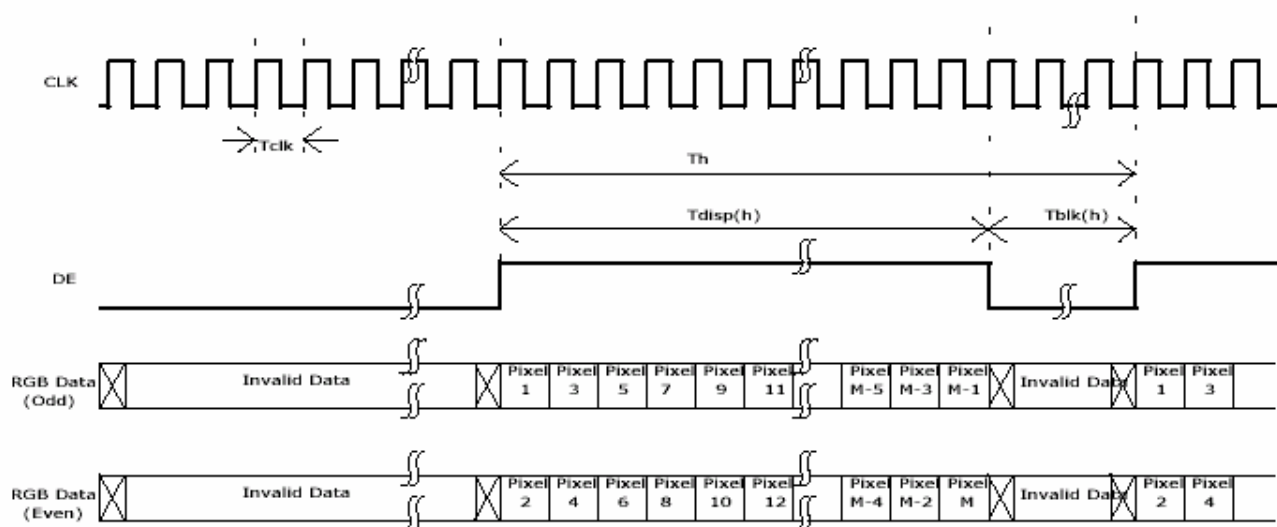 CLK
Tclk
Th
Tdisp(h)
Tblk(h)
DE
RGB Data
(Odd)
Invalid Data
Pixel
1
Pixel
3
Pixel
5
Pixel
7
Pixel
9
Pixel
11
Pixel
M-5
Pixel
M-3
Pixel
M-1
Invalid Data
Pixel
1
Pixel
3
RGB Data
(Even)
Invalid Data
Pixel
2
Pixel
4
Pixel
6
Pixel
8
Pixel
10
Pixel
12
Pixel
M-4
Pixel
M-2
Pixel
M
Invalid Data
Pixel
2
Pixel
4